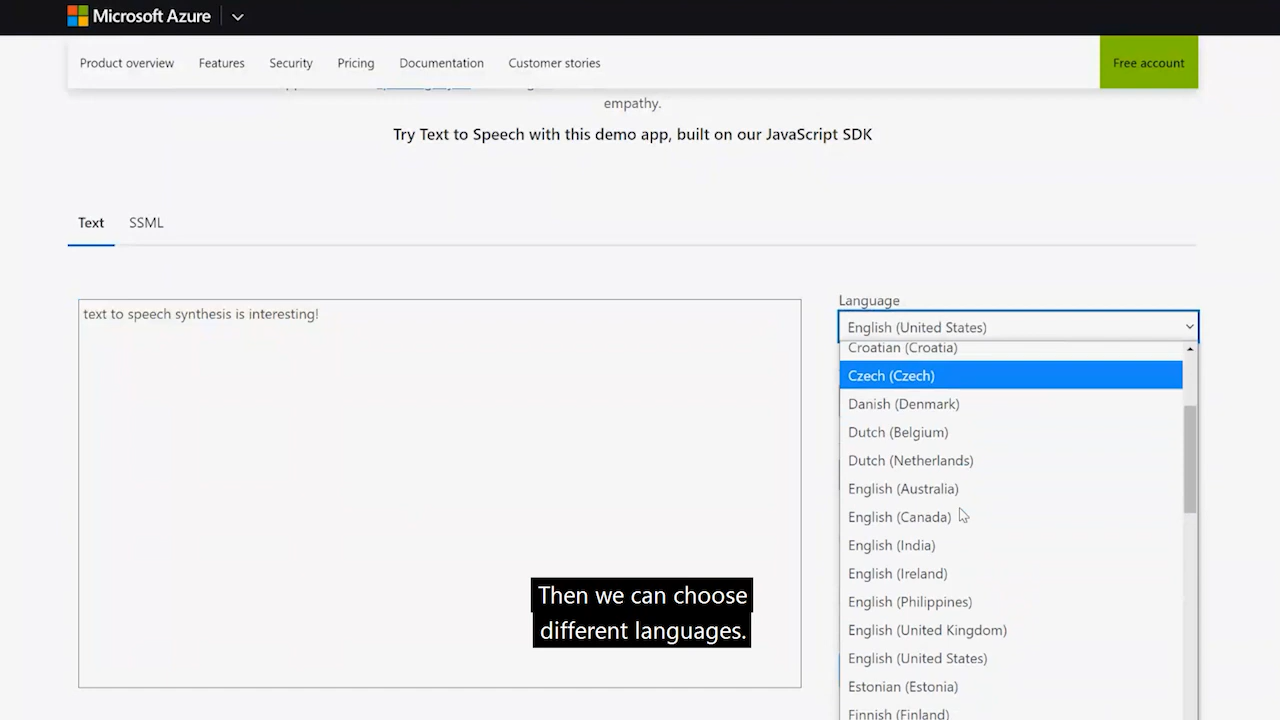 Microsoft Azure
Product overview
Features
Security
Pricing
Documentation
Customer stories
Free account
empathy.
Try Text to Speech with this demo app, built on our JavaScript SDK
Text
SSML
text to speech synthesis is interesting!
Language
English (United States)
Croatian (Croatia)
Czech (Czech)
Danish (Denmark)
Dutch (Belgium)
Dutch (Netherlands)
English (Australia)
English (Canada)
English (India)
English (Ireland)
English (Philippines)
English (United Kingdom)
English (United States)
Estonian (Estonia)
Finnish (Finland)
Then we can choose
different languages.